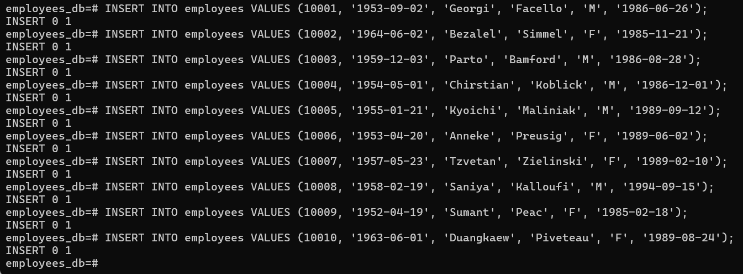 employees_db=# INSERT INTO employees VALUES (10001, '1953-09-02', 'Georgi', 'Facello', 'M', '1986-06-26');
INSERT 0 1
employees_db=# INSERT INTO employees VALUES (10002, '1964-06-02', 'Bezalel', 'Simmel', 'F', '1985-11-21');
INSERT 0 1
employees_db=# INSERT INTO employees VALUES (10003, '1959-12-03', 'Parto', 'Bamford', 'M', '1986-08-28');
INSERT 0 1
employees_db=# INSERT INTO employees VALUES (10004, '1954-05-01', 'Chirstian', 'Koblick', 'M', '1986-12-01');
INSERT 0 1
employees_db=# INSERT INTO employees VALUES (10005, '1955-01-21', 'Kyoichi', 'Maliniak', 'M', '1989-09-12');
INSERT 0 1
employees_db=# INSERT INTO employees VALUES (10006, '1953-04-20', 'Anneke', 'Preusig', 'F', '1989-06-02');
INSERT 0 1
employees_db=# INSERT INTO employees VALUES (10007, '1957-05-23', 'Tzvetan', 'Zielinski', 'F', '1989-02-10');
INSERT 0 1
employees_db=# INSERT INTO employees VALUES (10008, '1958-02-19', 'Saniya', 'Kalloufi', 'M', '1994-09-15');
INSERT 0 1
employees_db=# INSERT INTO employees VALUES (10009, '1952-04-19', 'Sumant', 'Peac', 'F', '1985-02-18');
INSERT 0 1
employees_db=# INSERT INTO employees VALUES (10010, '1963-06-01', 'Duangkaew', 'Piveteau', 'F', '1989-08-24');
INSERT 0 1
employees_db=#